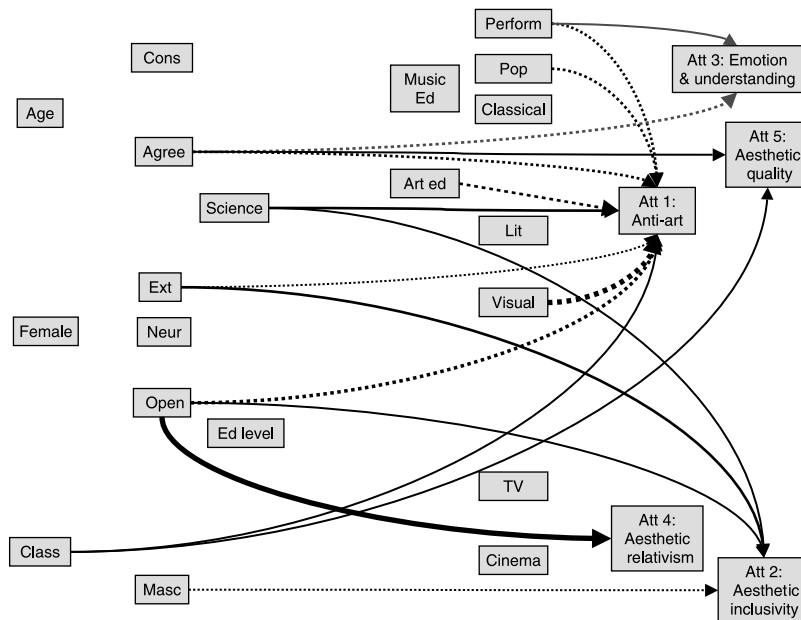 Perform
Cons
Att 3: Emotion
& understanding
Pop
Music
Ed
Classical
Age
Agree
Att 5:
Aesthetic
quality
Art ed
Science
Att 1:
Anti-art
Lit
Ext
Visual
Female
Neur
Open
Ed level
TV
Att 4:
Aesthetic
relativism
Class
Cinema
Att 2:
Aesthetic
inclusivity
Masc